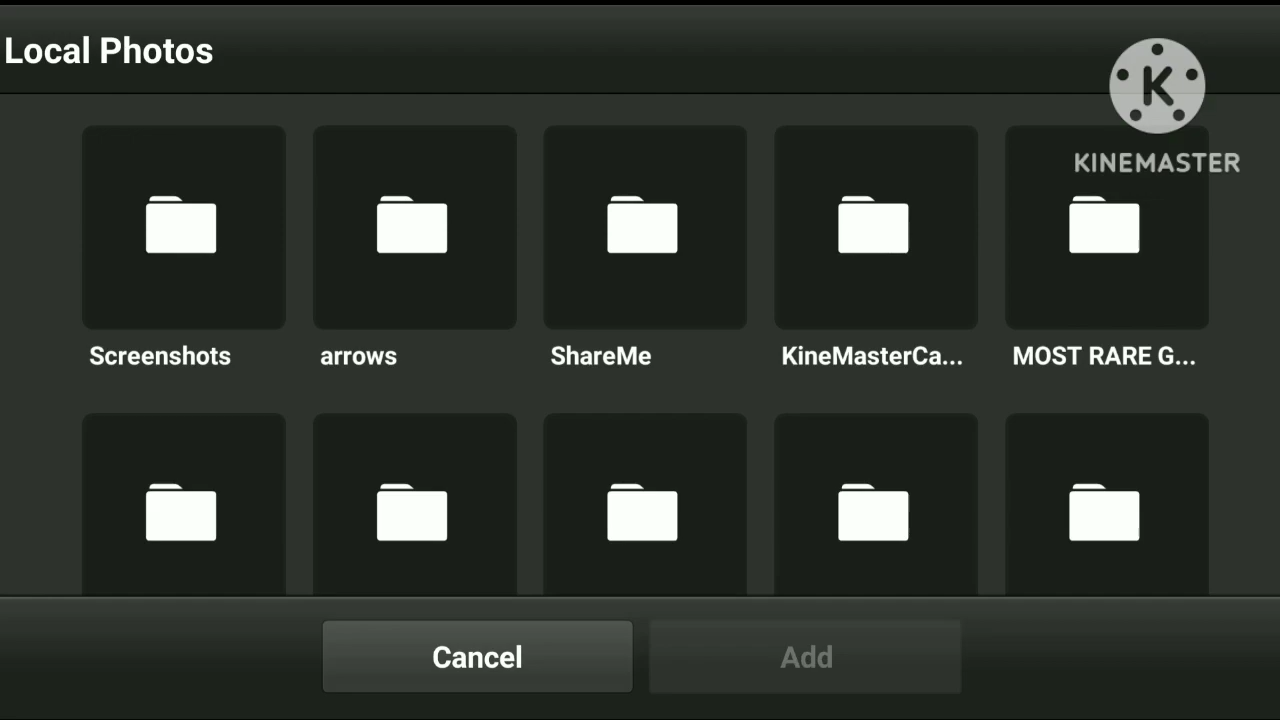 Local Photos
K
KINEMASTER
Screenshots
arrows
ShareMe
KineMasterCa...
MOST RARE G...
Cancel
Add